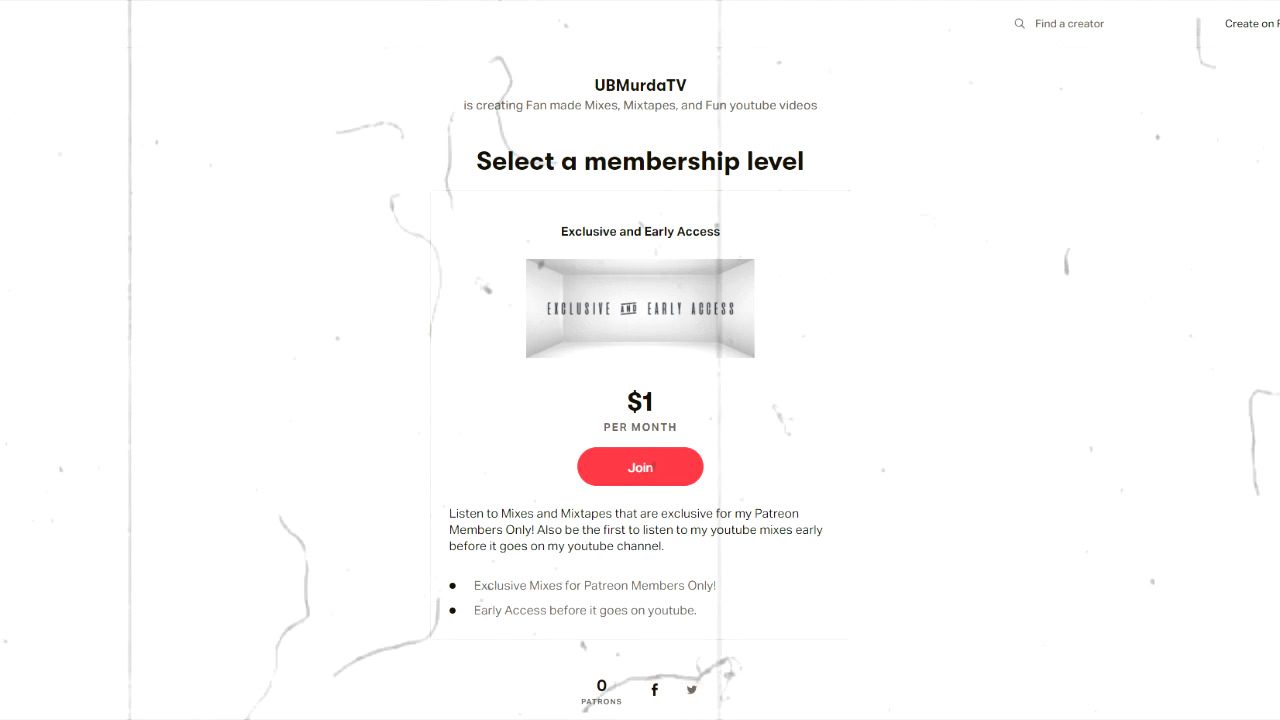 Find a creator
Create on P
UBMurdaTV
is creating Fan made Mixes, Mixtapes, and Fun youtube videos
Select a membership level
Exclusive and Early Access
EXCLUSIVE AND EARLY ACCESS
$1
PER MONTH
Join
Listen to Mixes and Mixtapes that are exclusive for my Patreon
Members Only! Also be the first to listen to my youtube mixes early
before it goes on my youtube channel.
Exclusive Mixes for Patreon Members Only!
Early Access before it goes on youtube.
0
PATRONS